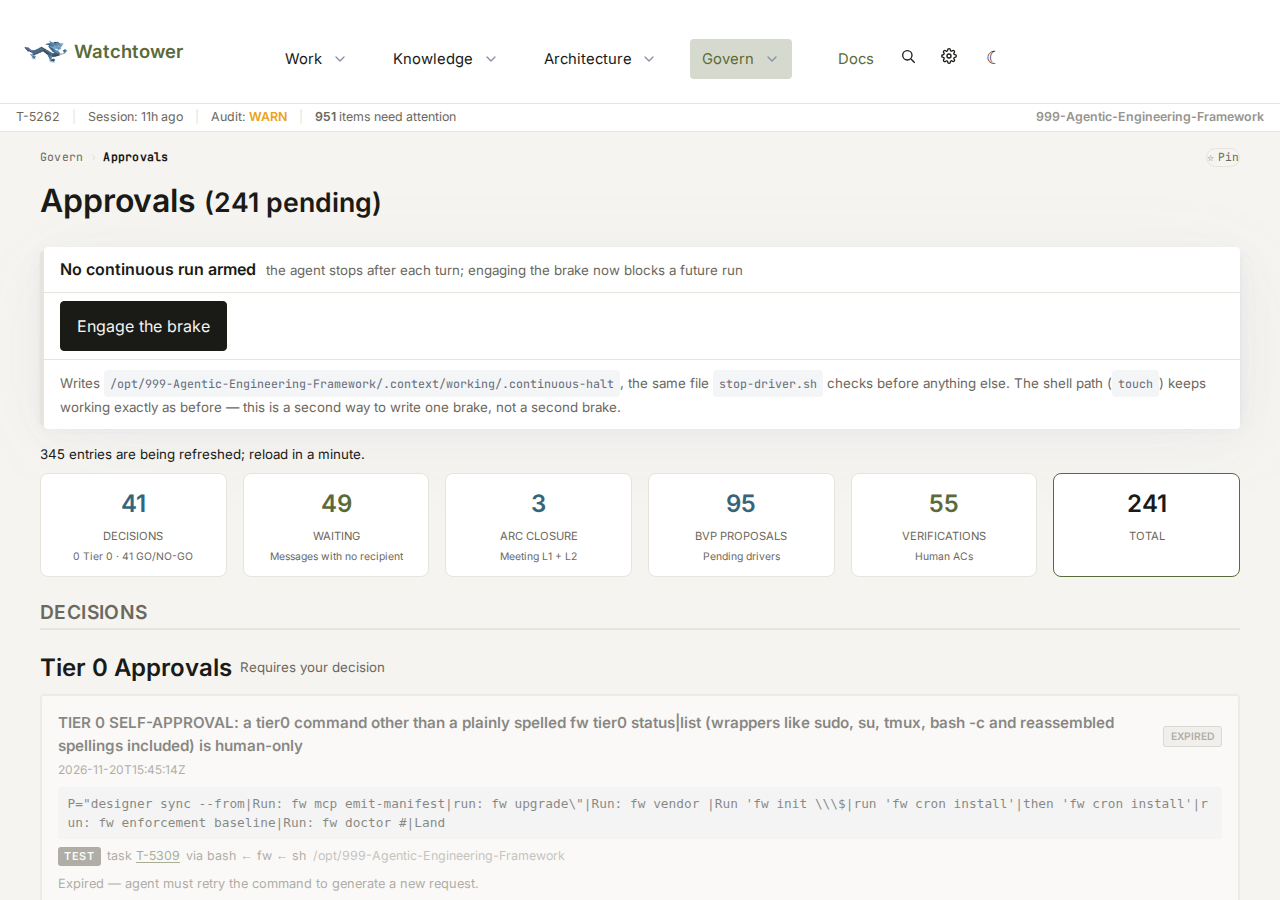 Watchtower
Work
Knowledge
Architecture
Govern
Docs
T-5262
Session: 11h ago
Audit: WARN
951 items need attention
999-Agentic-Engineering-Framework
Govern › Approvals
☆ Pin
Approvals (241 pending)
No continuous run armed the agent stops after each turn; engaging the brake now blocks a future run
Engage the brake
Writes /opt/999-Agentic-Engineering-Framework/.context/working/.continuous-halt, the same file stop-driver.sh checks before anything else. The shell path (touch) keeps
working exactly as before — this is a second way to write one brake, not a second brake.
345 entries are being refreshed; reload in a minute.
41
DECISIONS
0 Tier 0 · 41 GO/NO-GO
49
WAITING
Messages with no recipient
3
ARC CLOSURE
Meeting L1 + L2
95
BVP PROPOSALS
Pending drivers
55
VERIFICATIONS
Human ACs
241
TOTAL
DECISIONS
Tier 0 Approvals Requires your decision
TIER 0 SELF-APPROVAL: a tier0 command other than a plainly spelled fw tier0 status|list (wrappers like sudo, su, tmux, bash -c and reassembled
spellings included) is human-only
EXPIRED
2026-11-20T15:45:14Z
P="designer sync --from|Run: fw mcp emit-manifest|run: fw upgrade\"|Run: fw vendor |Run 'fw init \\\$|run 'fw cron install'|then 'fw cron install'|r
un: fw enforcement baseline|Run: fw doctor #|Land
TEST task T-5309 via bash ← fw ← sh /opt/999-Agentic-Engineering-Framework
Expired — agent must retry the command to generate a new request.